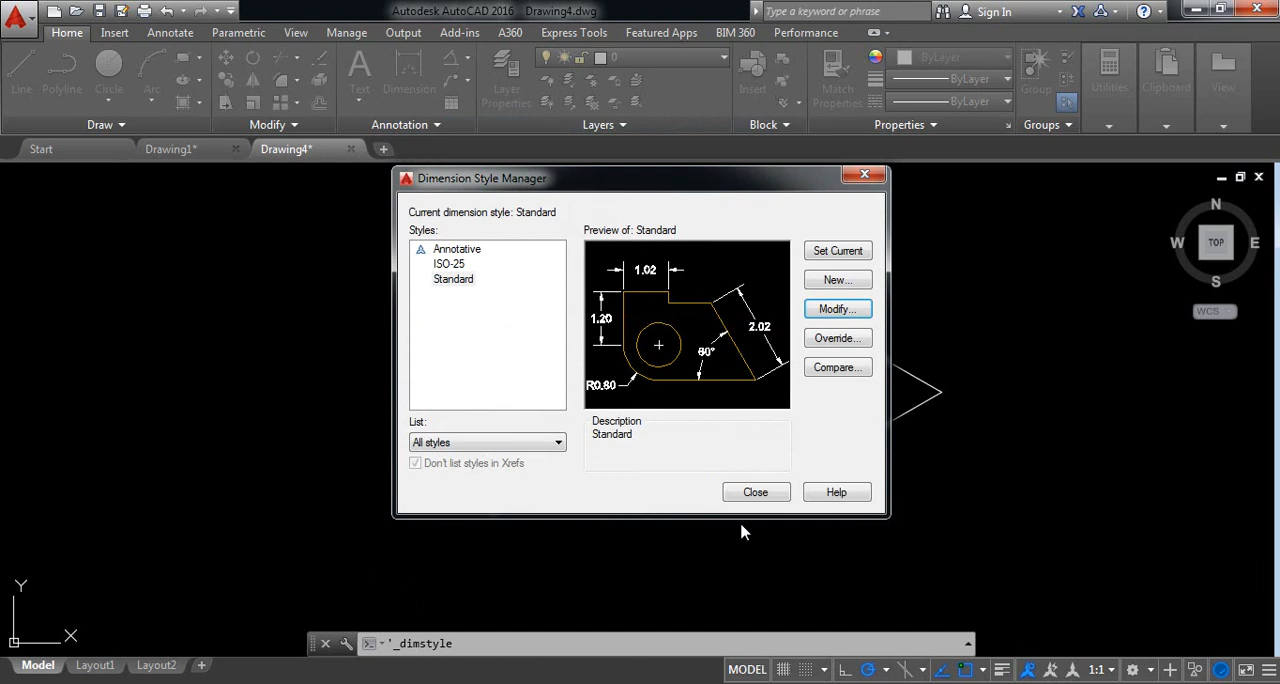 Autodesk AutoCAD 2016 Drawing4.dwg
Type a keyword or phrase
Sign In
Home Insert Annotate Parametric View Manage Output Add-ins A360 Express Tools Featured Apps BIM 360 Performance
Line Polyline Circle Arc
Text Dimension
Layer Properties
0
Insert
Match Properties
ByLayer
ByLayer
ByLayer
Group
Utilities
Clipboard
View
Draw Modify Annotation Layers Block Properties Groups
Start Drawing1* Drawing4*
Dimension Style Manager
Current dimension style: Standard
Styles:
Annotative
ISO-25
Standard
Preview of: Standard
1.02
1.20
2.02
60°
R0.80
Set Current
New...
Modify...
Override...
Compare...
List:
All styles
Don't list styles in Xrefs
Description
Standard
Close
Help
N
W TOP E
S
WCS
Y
X
'_dimstyle
Model Layout1 Layout2
MODEL
1:1